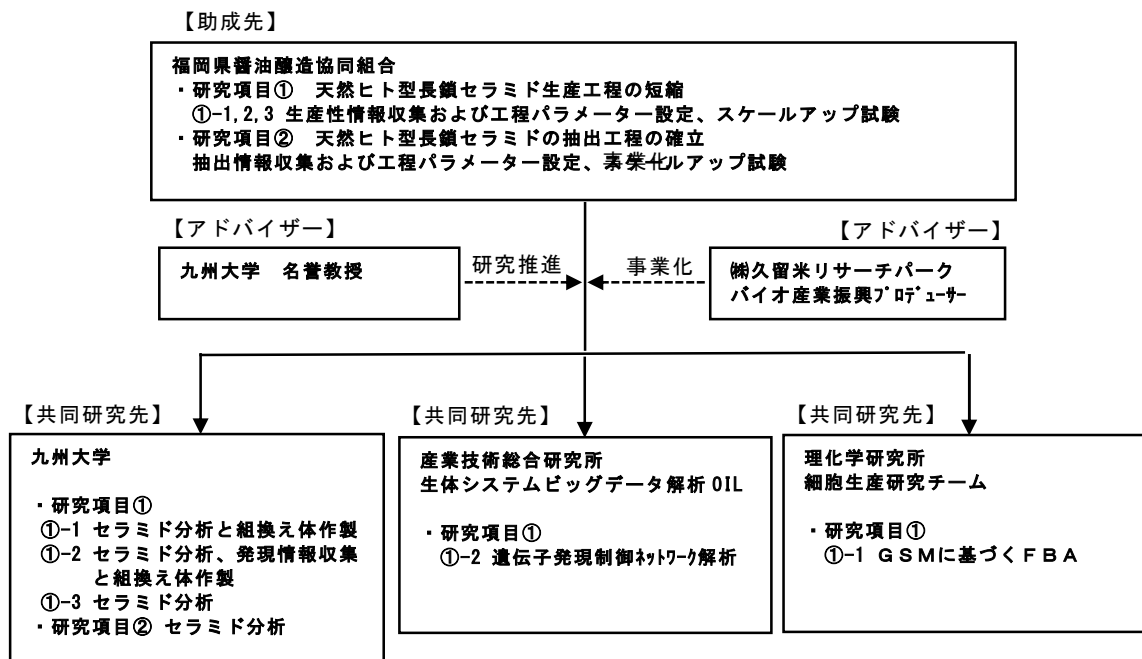 【助成先】
福岡県醤油醸造協同組合
・研究項目① 天然ヒト型長鎖セラミド生産工程の短縮
①-1,2,3 生産性情報収集および工程パラメーター設定、スケールアップ試験
・研究項目② 天然ヒト型長鎖セラミドの抽出工程の確立
抽出情報収集および工程パラメーター設定、ルアップ試験
【アドバイザー】
【アドバイザー】
九州大学 名誉教授
研究推進
事業化
㈱久留米リサーチパーク
バイオ産業振興ﾌﾟﾛﾃﾞｭｰｻｰ
【共同研究先】
【共同研究先】
【共同研究先】
九州大学
・研究項目①
①-1 セラミド分析と組換え体作製
①-2 セラミド分析、発現情報収集
と組換え体作製
①-3 セラミド分析
・研究項目② セラミド分析
産業技術総合研究所
生体システムビッグデータ解析 OIL
・研究項目①
①-2 遺伝子発現制御ﾈｯﾄﾜｰｸ解析
理化学研究所
細胞生産研究チーム
・研究項目①
①-1 ＧＳＭに基づくＦＢＡ